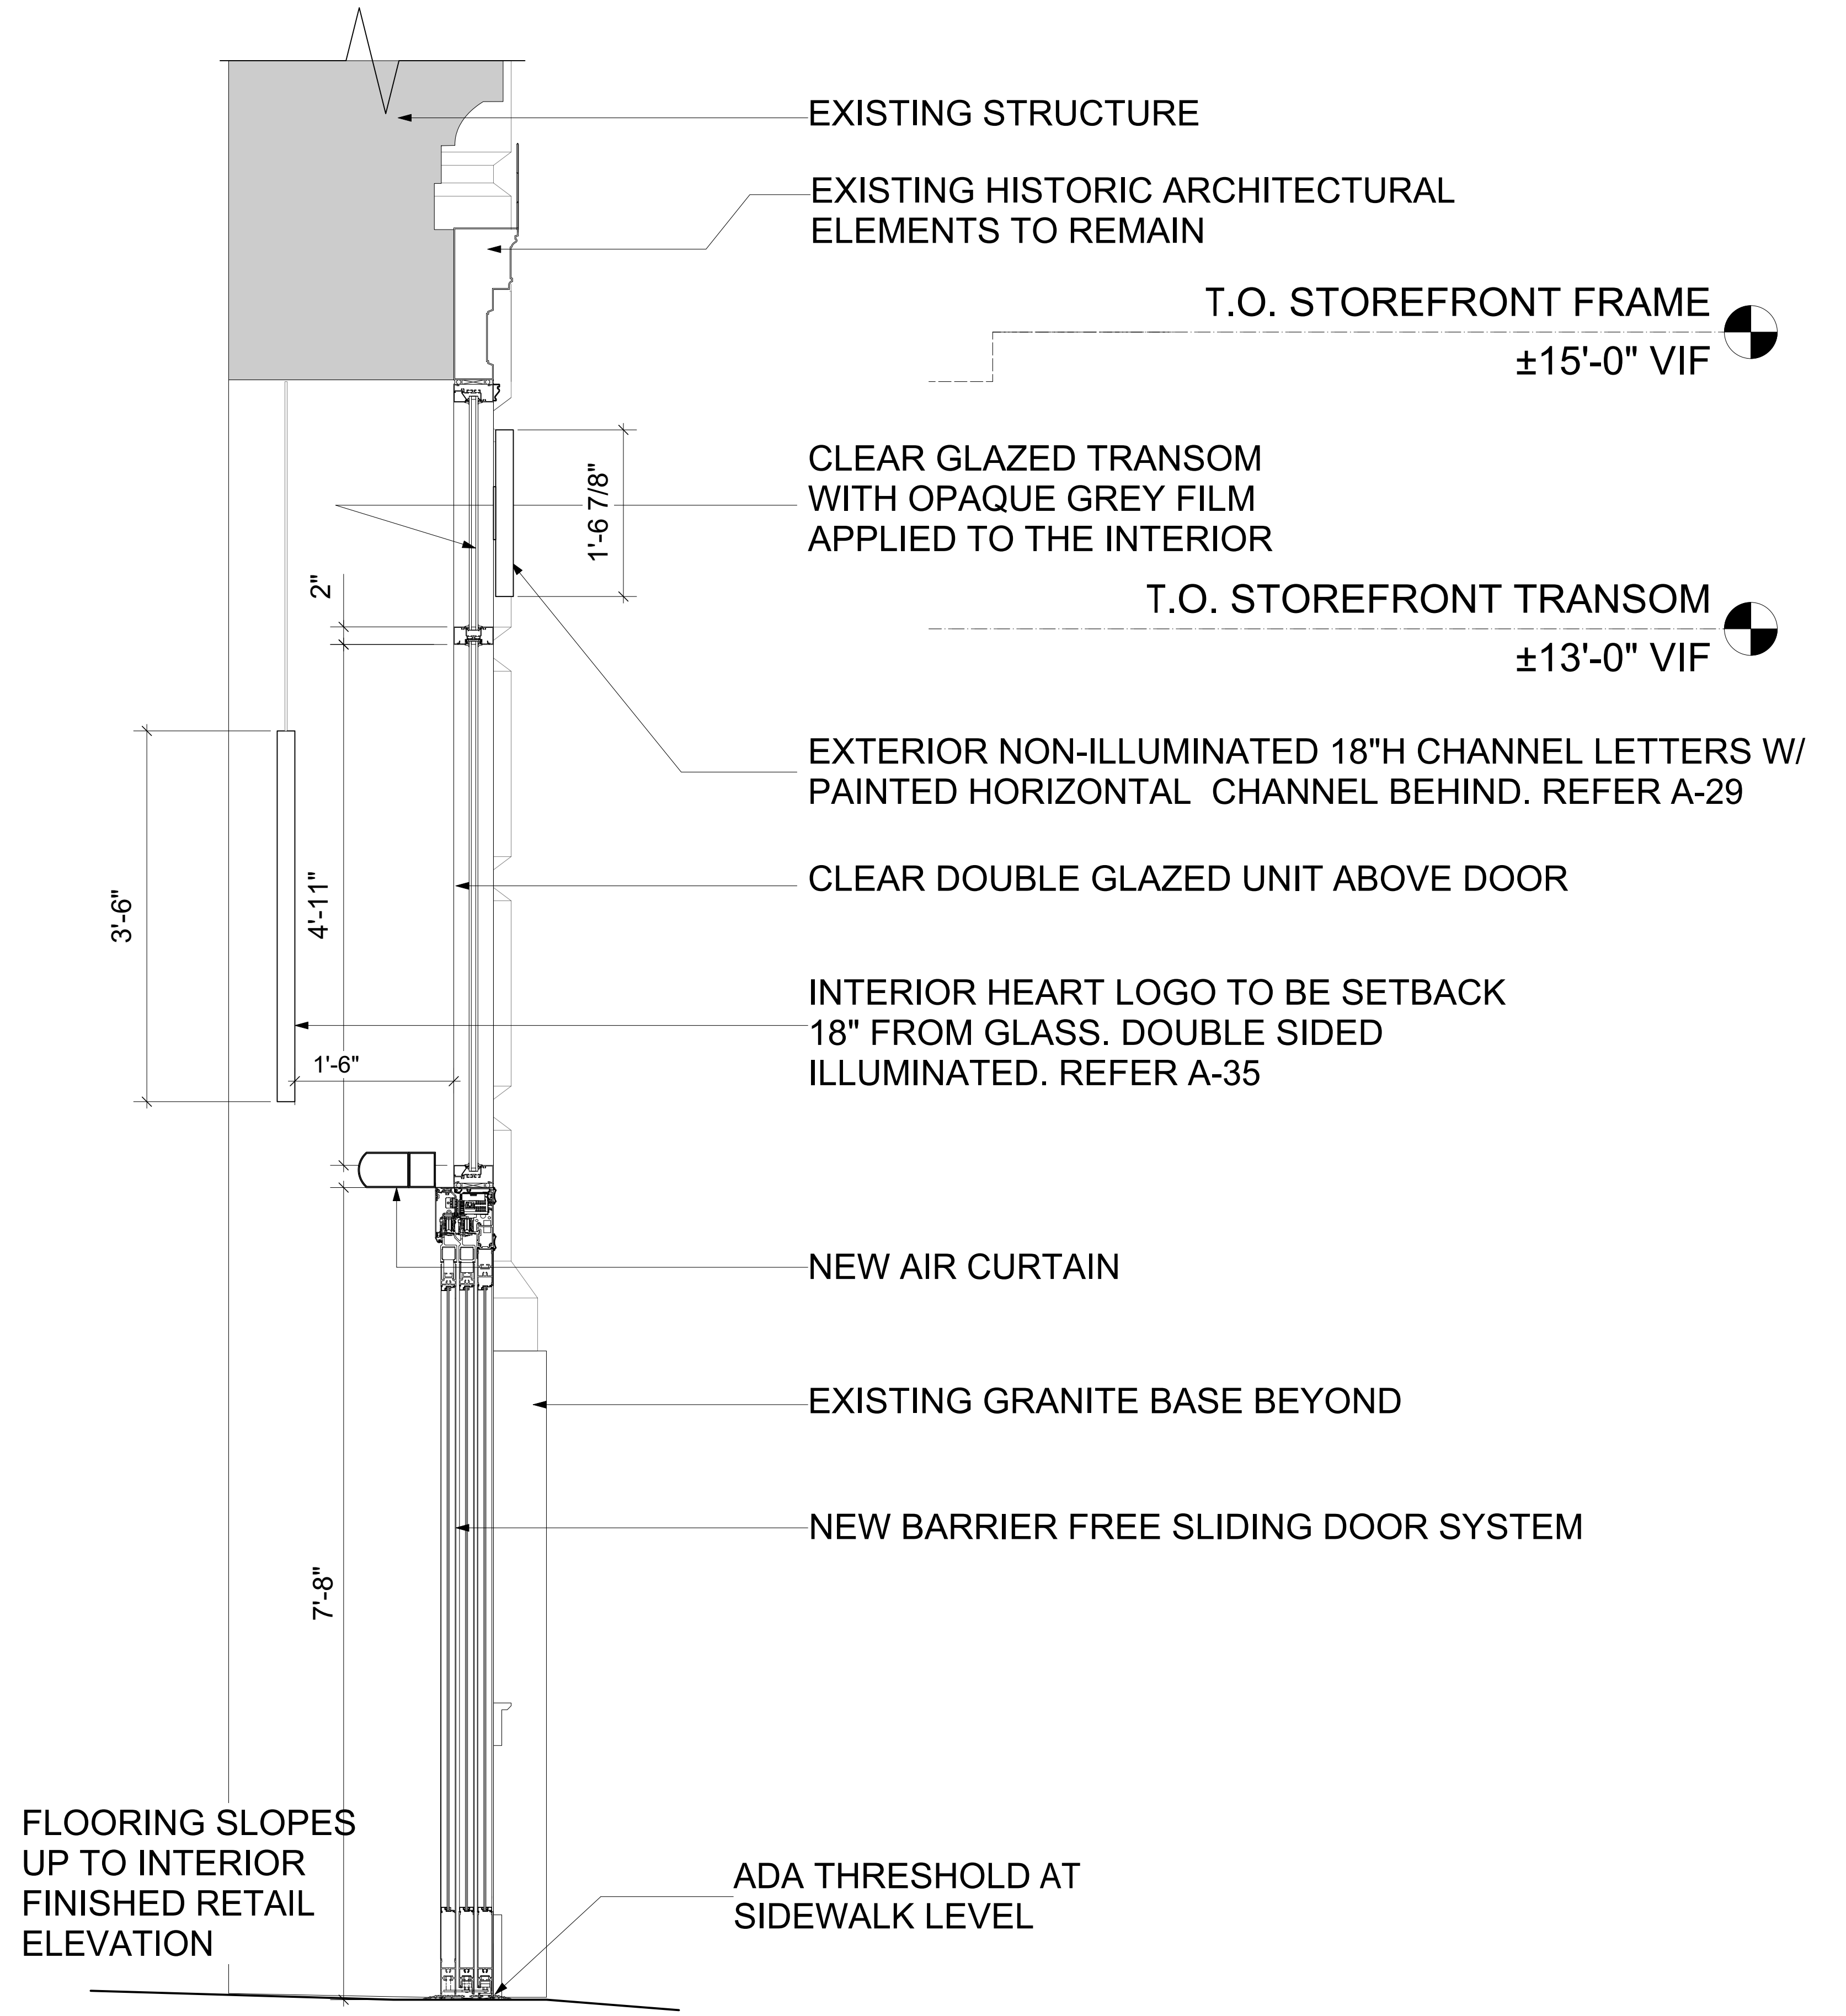 EXISTING STRUCTURE
EXISTING HISTORIC ARCHITECTURAL
ELEMENTS TO REMAIN
T.O. STOREFRONT FRAME
±15'-0" VIF
CLEAR GLAZED TRANSOM
WITH OPAQUE GREY FILM
APPLIED TO THE INTERIOR
1'-6 7/8"
2"
T.O. STOREFRONT TRANSOM
±13'-0" VIF
EXTERIOR NON-ILLUMINATED 18"H CHANNEL LETTERS W/
PAINTED HORIZONTAL CHANNEL BEHIND. REFER A-29
CLEAR DOUBLE GLAZED UNIT ABOVE DOOR
3'-6"
4'-11"
INTERIOR HEART LOGO TO BE SETBACK
18" FROM GLASS. DOUBLE SIDED
ILLUMINATED. REFER A-35
1'-6"
NEW AIR CURTAIN
EXISTING GRANITE BASE BEYOND
NEW BARRIER FREE SLIDING DOOR SYSTEM
7'-8"
FLOORING SLOPES
UP TO INTERIOR
FINISHED RETAIL
ELEVATION
ADA THRESHOLD AT
SIDEWALK LEVEL